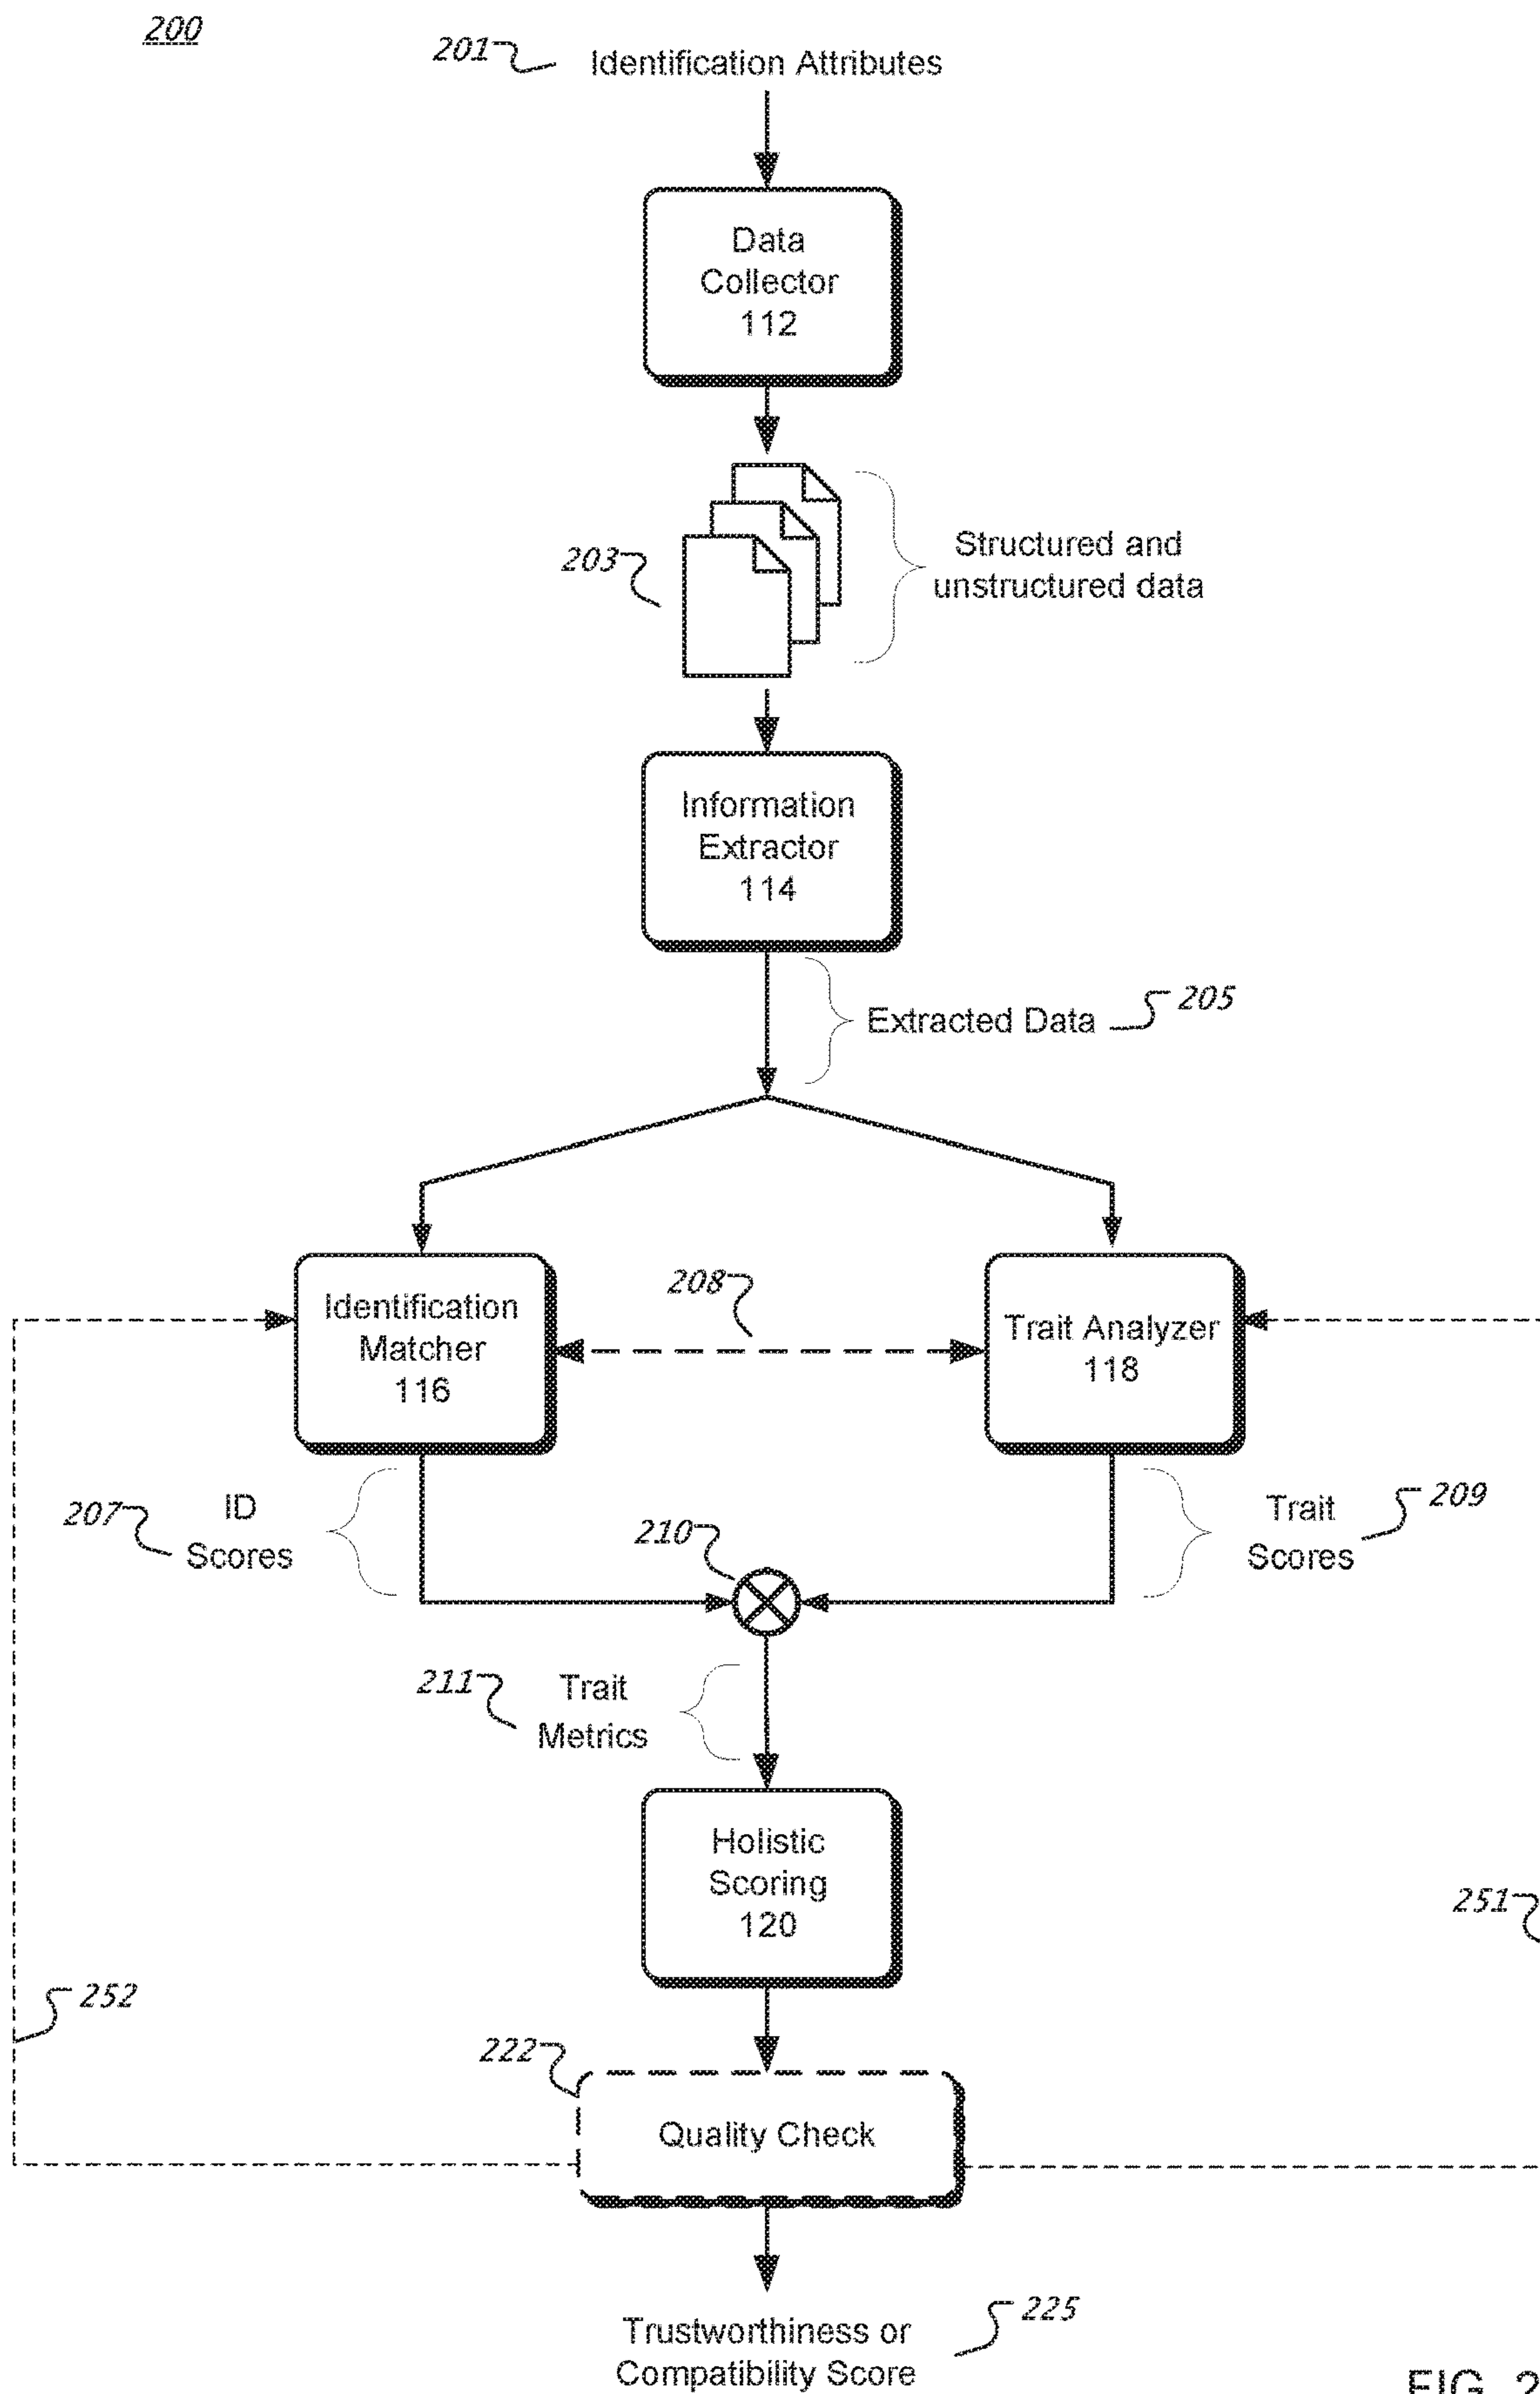 200
201
Identification Attributes
Data
Collector
112
203
Structured and
unstructured data
Information
Extractor
114
Extracted Data
205
Identification
Matcher
116
208
Trait Analyzer
118
207
ID
Scores
210
Trait
Scores
209
211
Trait
Metrics
Holistic
Scoring
120
251
252
222
Quality Check
Trustworthiness or
Compatibility Score
225
FIG. 2